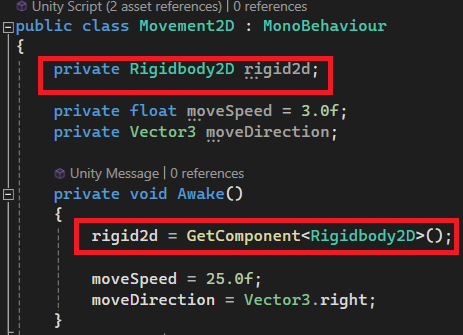 Unity Script (2 asset references) | 0 references
public class Movement2D : MonoBehaviour
{
private Rigidbody2D rigid2d;
private float moveSpeed = 3.0f;
private Vector3 moveDirection;
Unity Message | 0 references
private void Awake()
{
rigid2d = GetComponent<Rigidbody2D>();
moveSpeed = 25.0f;
moveDirection = Vector3.right;
}